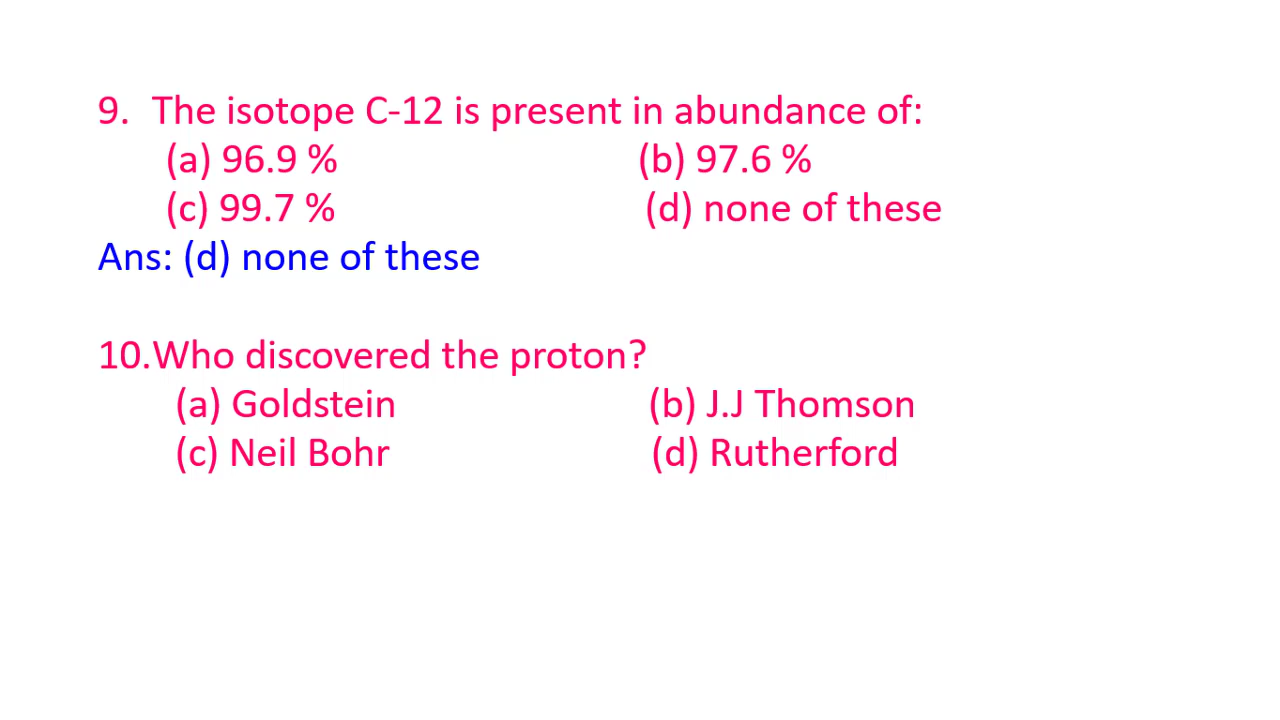 9. The isotope C-12 is present in abundance of:
(a) 96.9 % (b) 97.6 %
(c) 99.7 % (d) none of these
Ans: (d) none of these
10.Who discovered the proton?
(a) Goldstein (b) J.J Thomson
(c) Neil Bohr (d) Rutherford